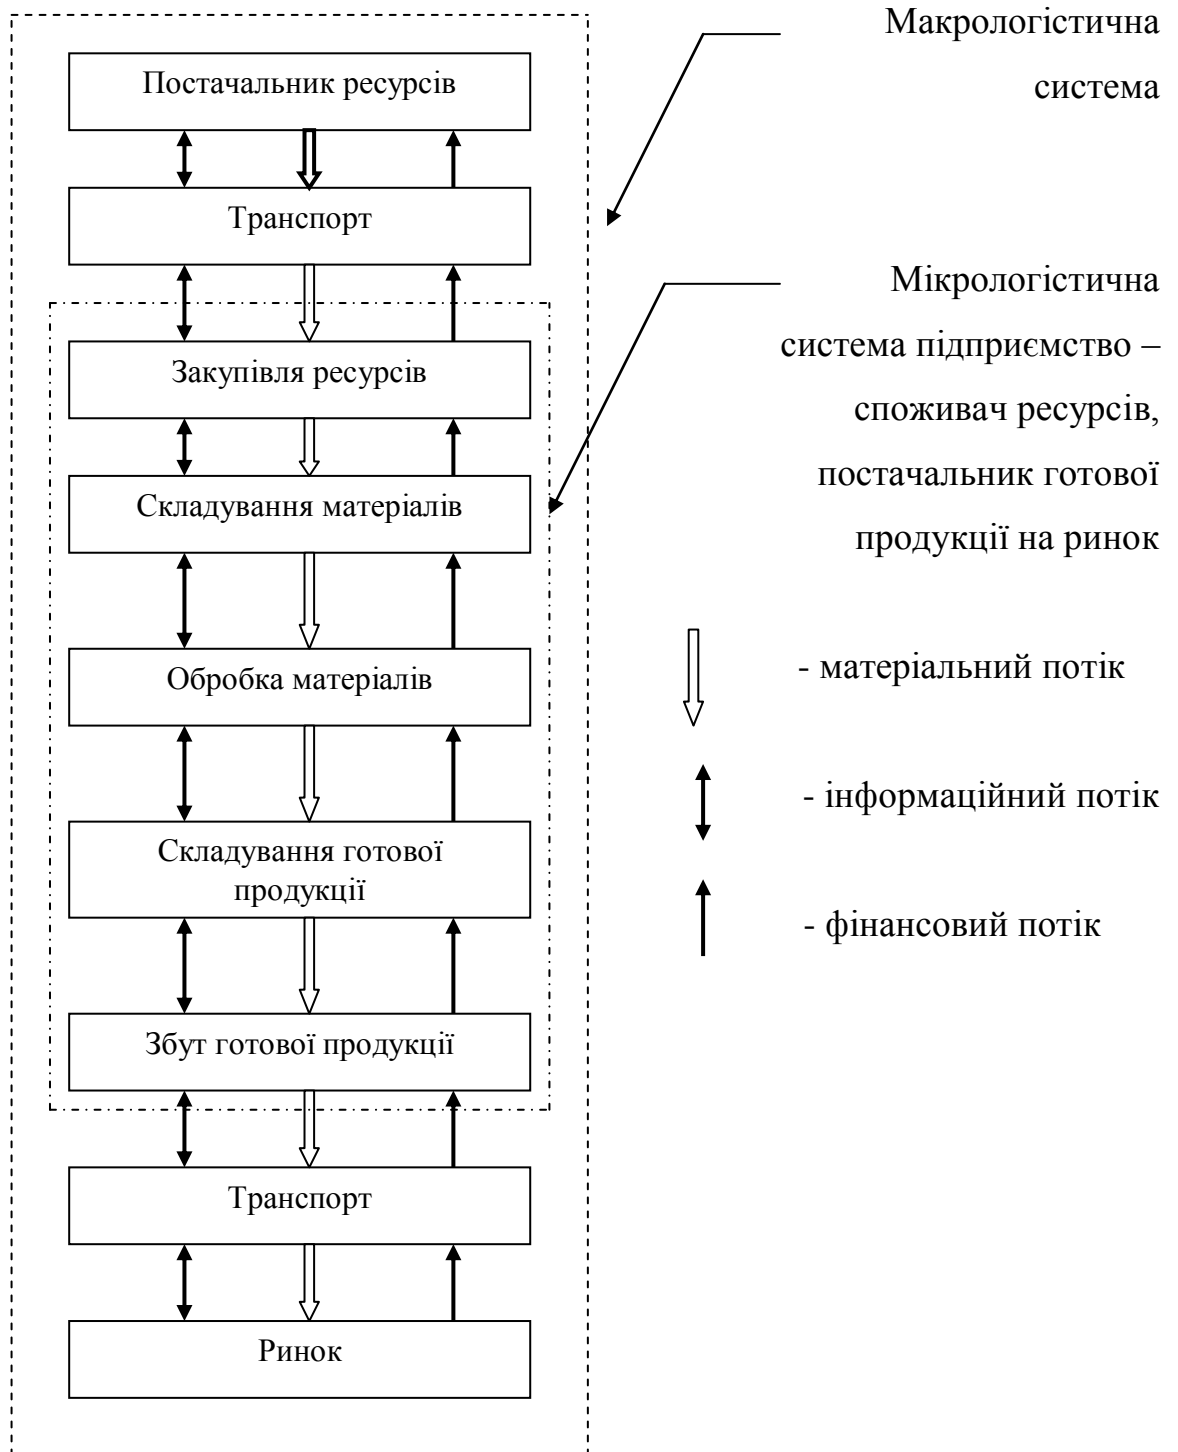 Макрологістична
система
Постачальник ресурсів
Транспорт
Мікрологістична
система підприємство –
споживач ресурсів,
постачальник готової
продукції на ринок
Закупівля ресурсів
Складування матеріалів
Обробка матеріалів
Складування готової
продукції
Збут готової продукції
Транспорт
Ринок
- матеріальний потік
- інформаційний потік
- фінансовий потік